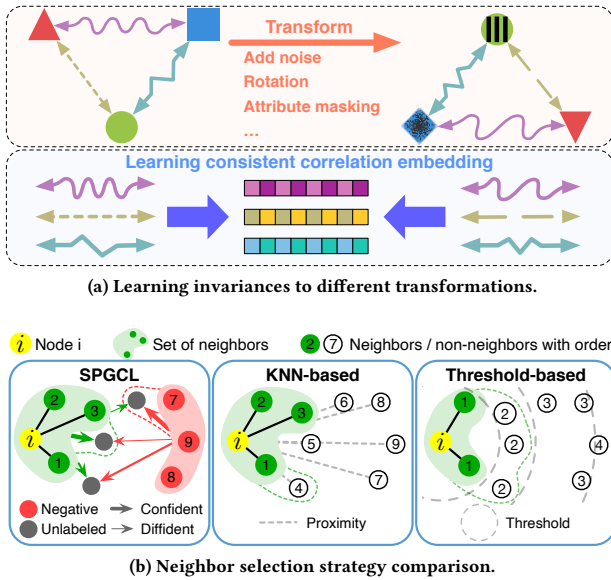 Transform
Add noise
Rotation
Attribute masking
...
Learning consistent correlation embedding
(a) Learning invariances to different transformations.
i Node i
Set of neighbors
2 7 Neighbors / non-neighbors with order
SPGCL
2
3
i
1
7
9
8
Negative
Confident
Unlabeled
Diffident
KNN-based
2
3
i
1
6
8
5
9
4
7
Proximity
Threshold-based
1
i
1
2
2
2
3
3
4
3
Threshold
(b) Neighbor selection strategy comparison.